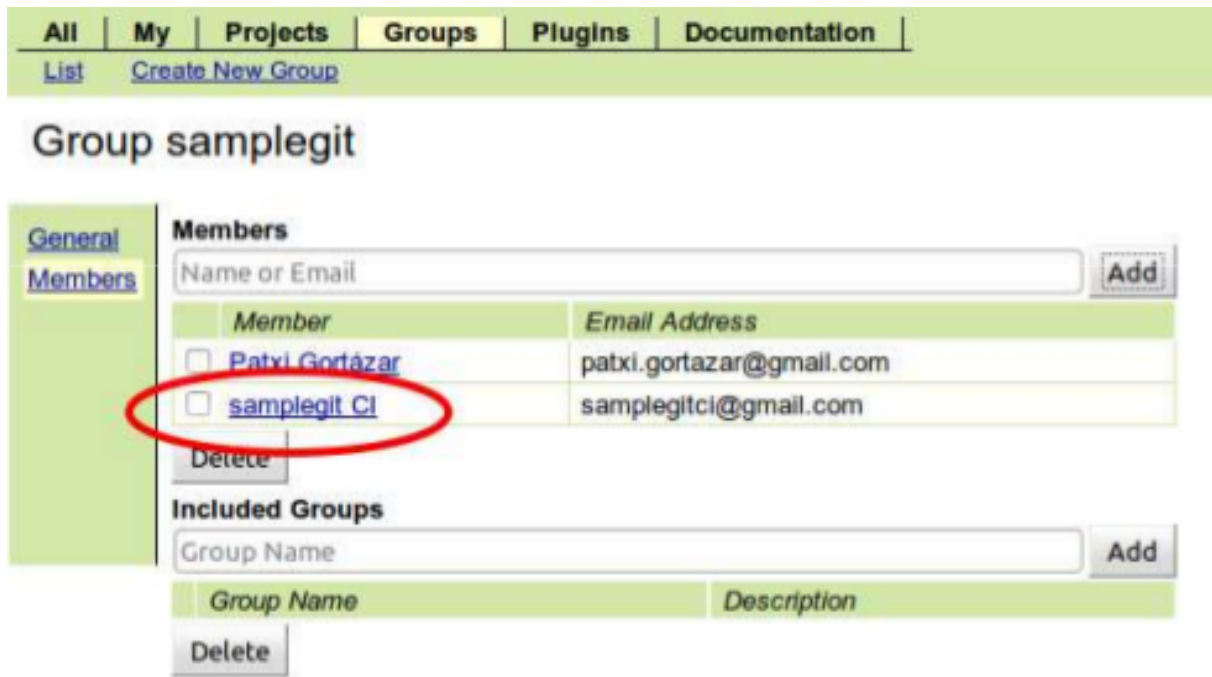 All My Projects Groups Plugins Documentation
List Create New Group
Group samplegit
General
Members
Members
Name or Email Add
Member Email Address
Patxi Gortázar patxi.gortazar@gmail.com
samplegit CI samplegitci@gmail.com
Delete
Included Groups
Group Name Add
Group Name Description
Delete